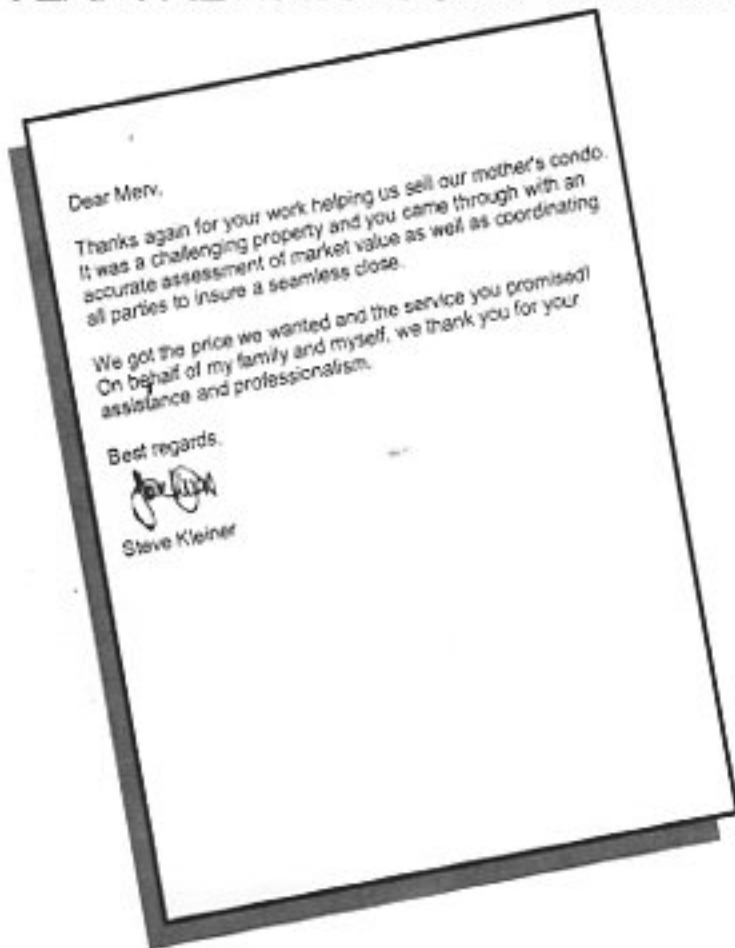 Dear Merv,
Thanks again for your work helping us sell our mother's condo.
It was a challenging property and you came through with an
accurate assessment of market value as well as coordinating
all parties to insure a seamless close.
We got the price we wanted and the service you promised!
On behalf of my family and myself, we thank you for your
assistance and professionalism.
Best regards,
Steve Kleiner